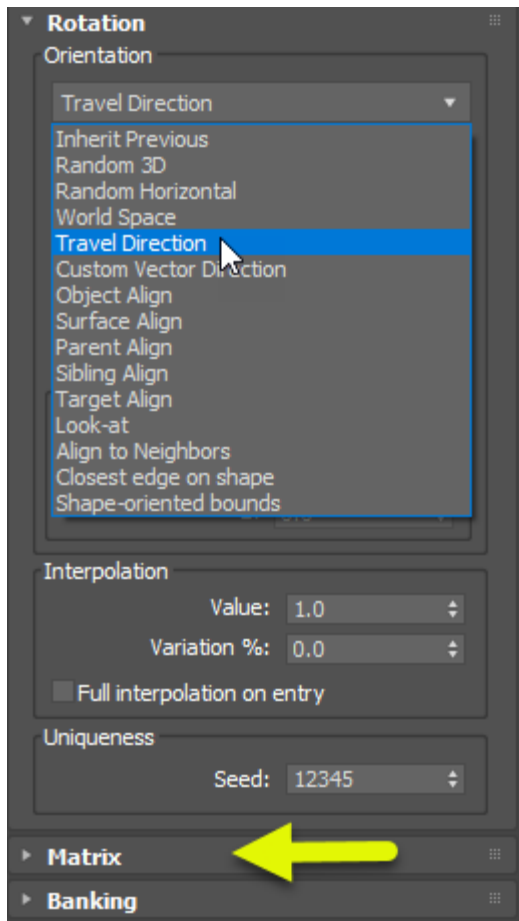 Rotation
Orientation
Travel Direction
Inherit Previous
Random 3D
Random Horizontal
World Space
Travel Direction
Custom Vector Direction
Object Align
Surface Align
Parent Align
Sibling Align
Target Align
Look-at
Align to Neighbors
Closest edge on shape
Shape-oriented bounds
Interpolation
Value: 1.0
Variation %: 0.0
Full interpolation on entry
Uniqueness
Seed: 12345
Matrix
Banking